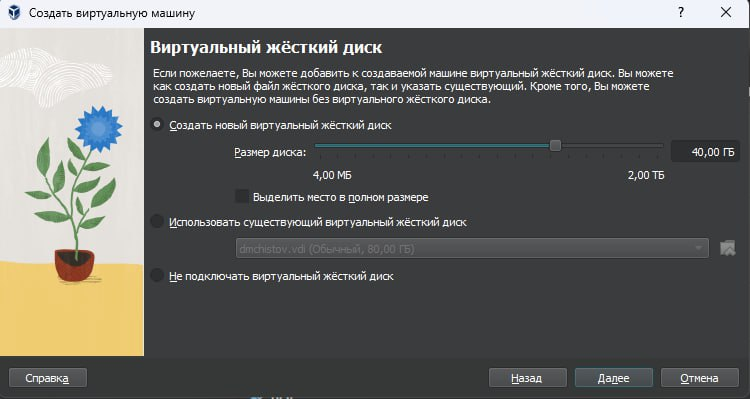 Создать виртуальную машину
?
Виртуальный жёсткий диск
Если пожелаете, Вы можете добавить к создаваемой машине виртуальный жёсткий диск. Вы можете
как создать новый файл жёсткого диска, так и указать существующий. Кроме того, Вы можете
создать виртуальную машины без виртуального жёсткого диска.
Создать новый виртуальный жёсткий диск
Размер диска:
40,00 ГБ
4,00 МБ
2,00 ТБ
Выделить место в полном размере
Использовать существующий виртуальный жёсткий диск
dmchistov.vdi (Обычный, 80,00 ГБ)
Не подключать виртуальный жёсткий диск
Справка
Назад
Далее
Отмена